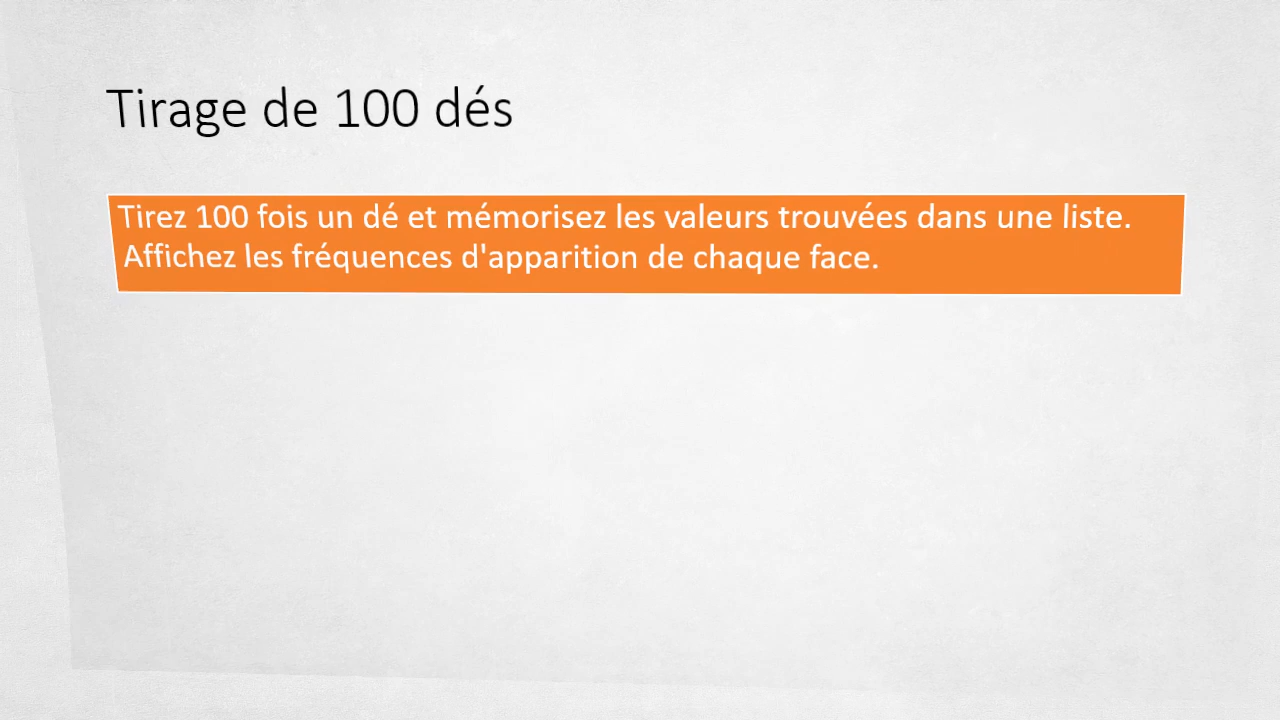 Tirage de 100 dés
Tirez 100 fois un dé et mémorisez les valeurs trouvées dans une liste.
Affichez les fréquences d'apparition de chaque face.